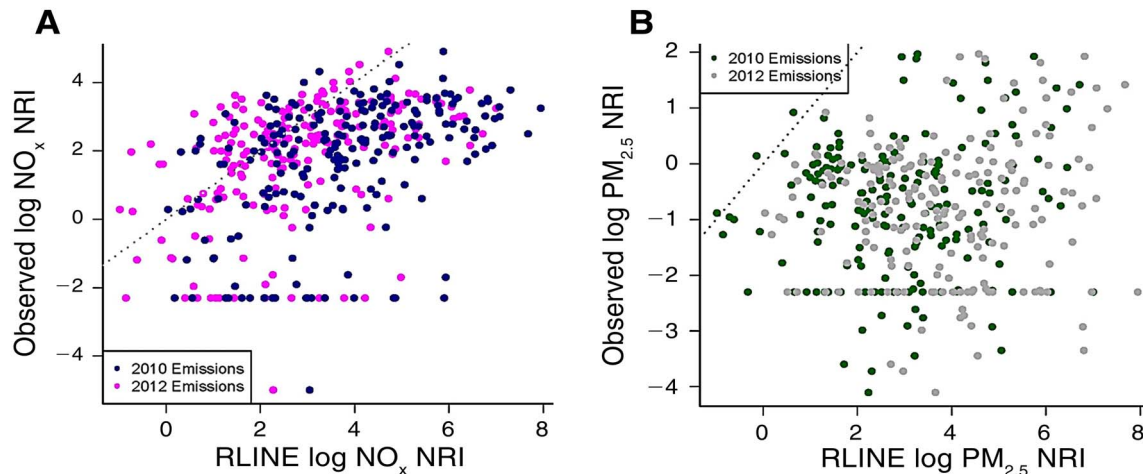 A
Observed log NOx NRI
4
2
0
−2
−4
2010 Emissions
2012 Emissions
0 2 4 6 8
RLINE log NOx NRI
B
Observed log PM2.5 NRI
2
1
0
−1
−2
−3
−4
2010 Emissions
2012 Emissions
0 2 4 6 8
RLINE log PM2.5 NRI